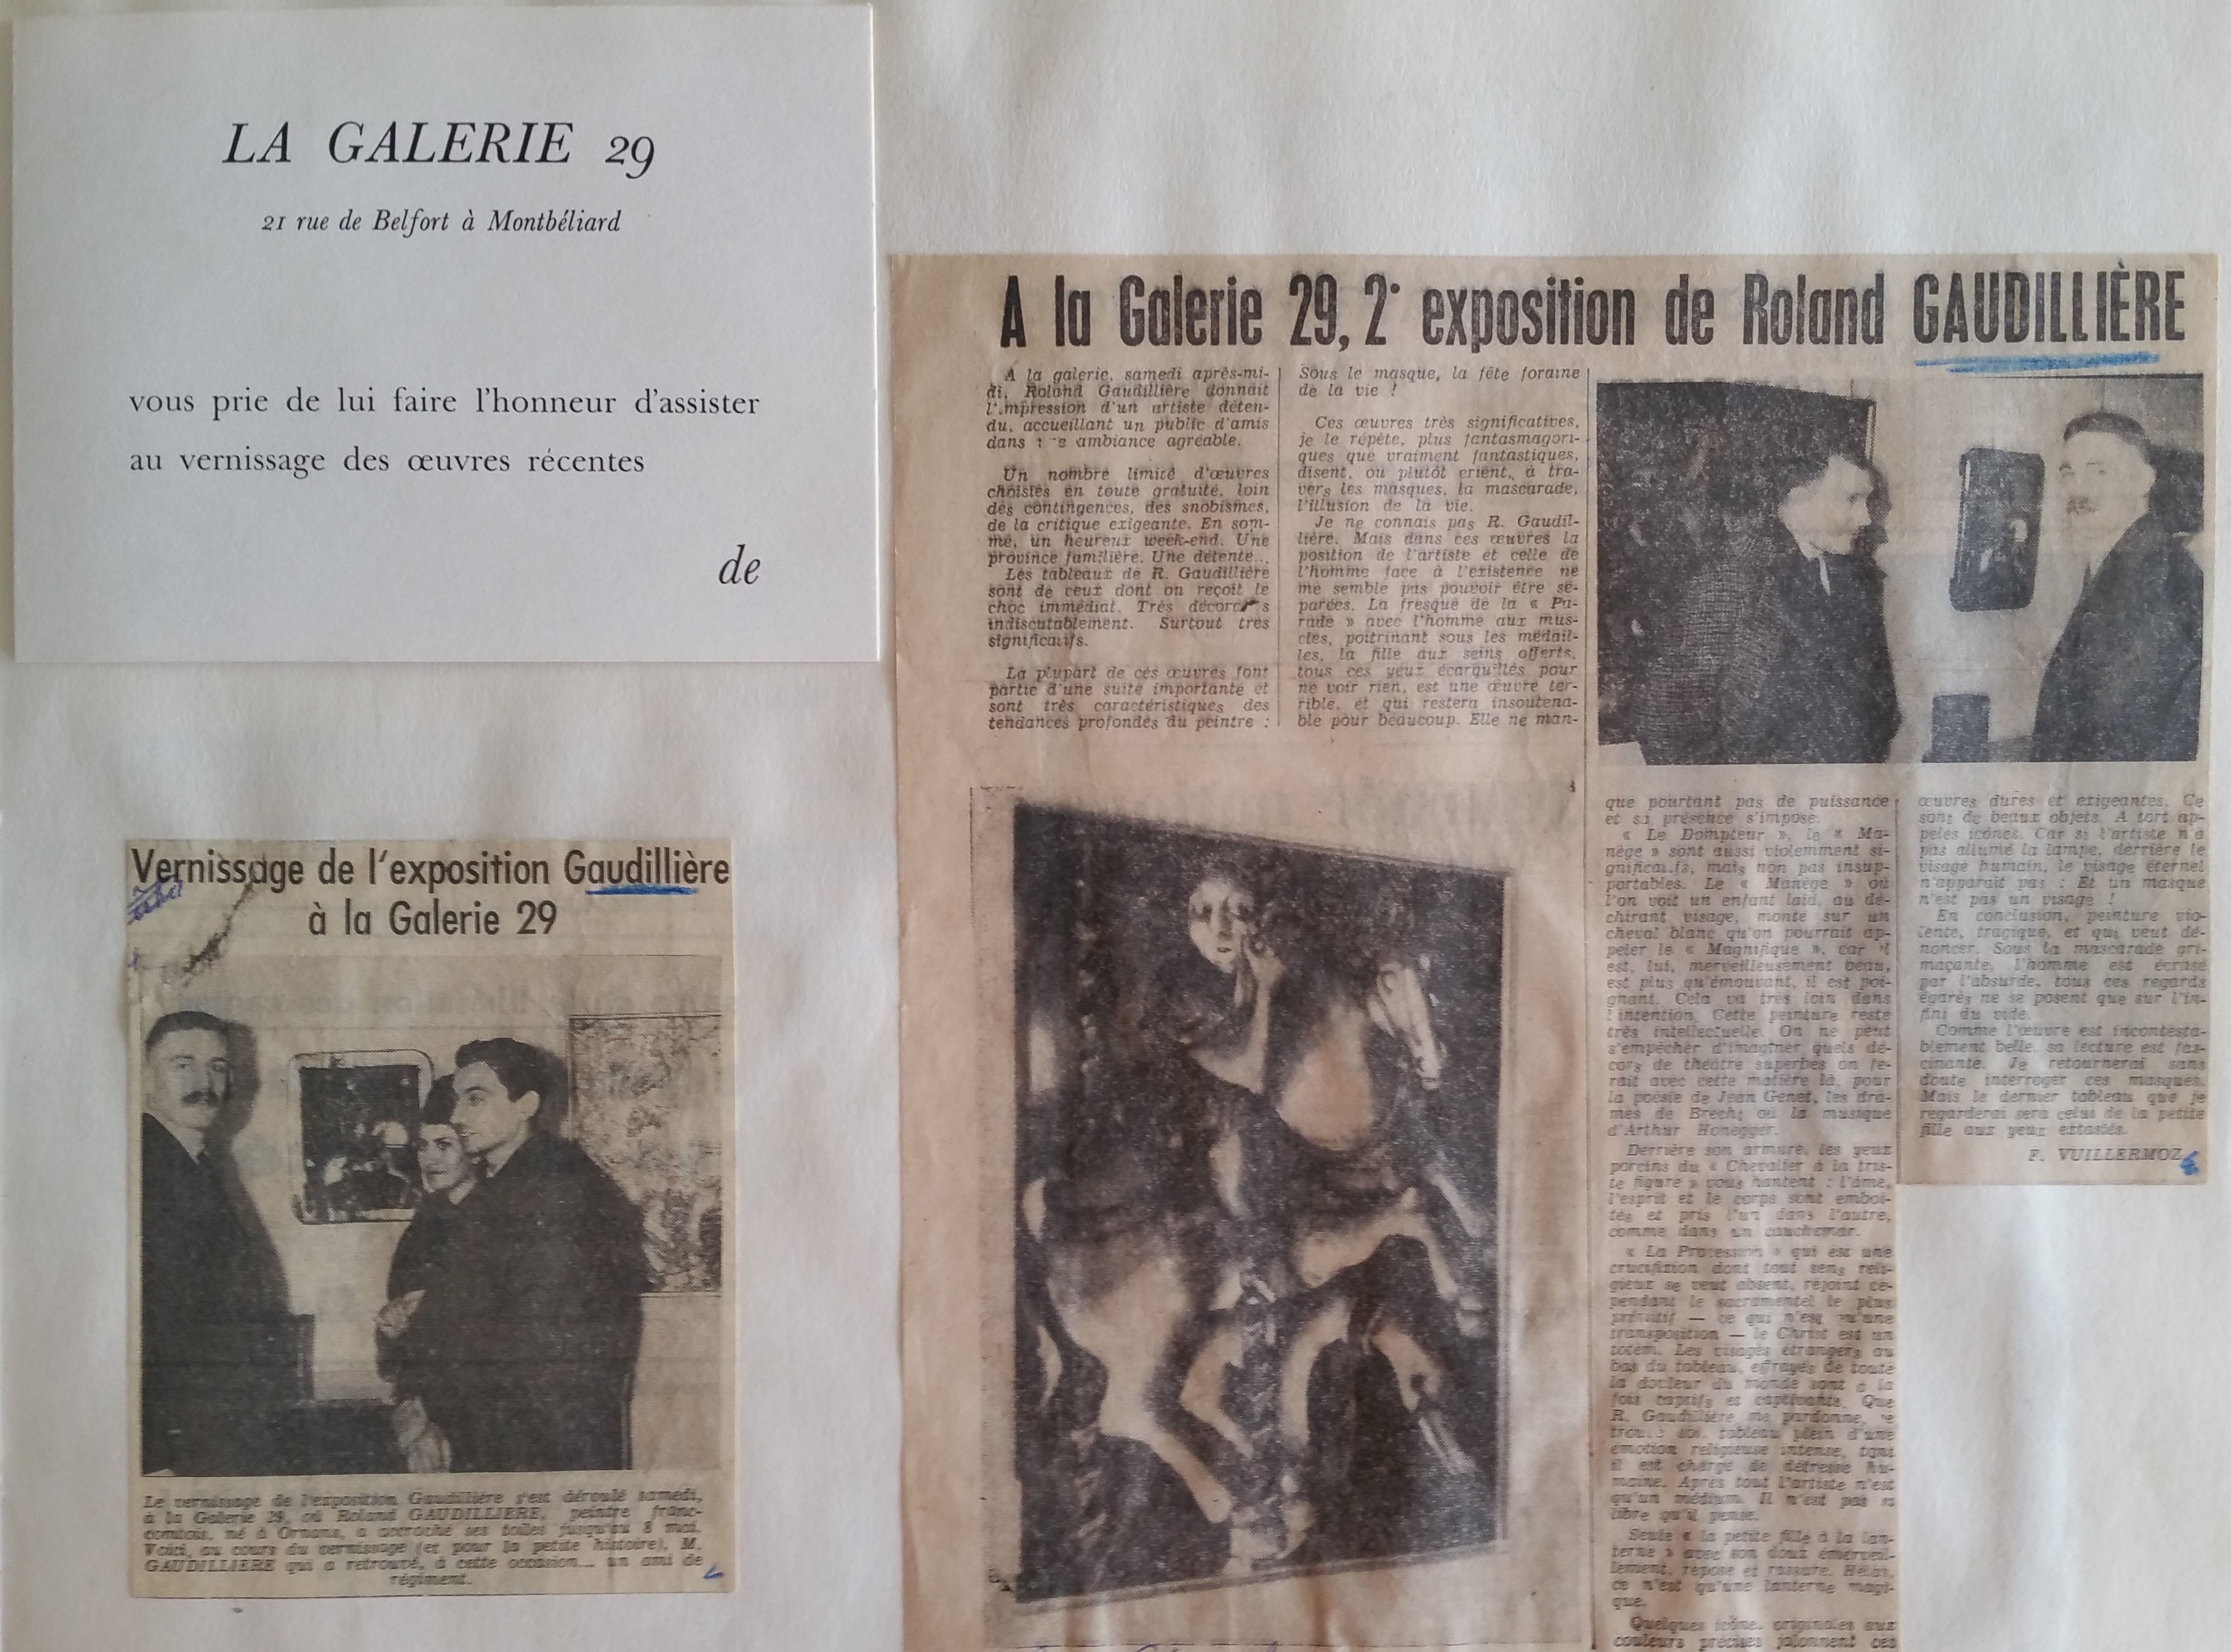 LA GALERIE 29
21 rue de Belfort à Montbéliard
vous prie de lui faire l'honneur d'assister
au vernissage des œuvres récentes
de
Vernissage de l'exposition Gaudillière
à la Galerie 29
Le vernissage de l'exposition Gaudillière s'est déroulé samedi,
à la Galerie 29, où Roland GAUDILLIERE, peintre franc-
comtois, né à Ornans, a accroché ses toiles jusqu'au 8 mai.
Voici, au cours du vernissage (et pour la petite histoire), M.
GAUDILLIERE qui a retrouvé, à cette occasion... un ami de
régiment.
A la Galerie 29, 2e exposition de Roland GAUDILLIÈRE
A la galerie, samedi après-mi-
di, Roland Gaudillière donnait
l'impression d'un artiste déten-
du, accueillant un public d'amis
dans ambiance agréable.
Un nombre limité d'œuvres
choisies en toute gratuité, loin
des contingences, des snobismes,
de la critique exigeante. En som-
me, un heureux week-end. Une
province familière. Une détente...
Les tableaux de R. Gaudillière
sont de ceux dont on reçoit le
choc immédiat. Très
indiscutablement. Surtout très
significatifs.
La plupart de ces œuvres font
partie d'une suite importante et
sont très caractéristiques des
tendances profondes du peintre :
Sous le masque, la fête foraine
de la vie !
Ces œuvres très significatives,
je le répète, plus fantasmagori-
ques que vraiment fantastiques,
disent, ou plutôt crient, à tra-
vers les masques, la mascarade,
l'illusion de la vie.
Je ne connais pas R. Gaudil-
lière. Mais dans ces œuvres la
position de l'artiste et celle de
l'homme face à l'existence ne
me semble pas pouvoir être sé-
parées. La fresque de la « Pa-
rade » avec l'homme aux mus-
cles, poitrinant sous les médail-
les, la fille aux seins offerts,
tous ces yeux écarquillés pour
ne voir rien, est une œuvre ter-
rible, et qui restera insoutena-
ble pour beaucoup. Elle ne man-
que pourtant pas de puissance
et sa présence s'impose.
« Le Dompteur », le « Ma-
nège » sont aussi violemment si-
gnificatifs, mais non pas insup-
portables. Le « Manège » où
l'on voit un enfant laid, au dé-
chirant visage, monté sur un
cheval blanc qu'on pourrait ap-
peler le « Magnifique », car il
est, lui, merveilleusement beau,
est plus qu'émouvant, il est poi-
gnant. Cela va très loin dans
l'intention. Cette peinture reste
très intellectuelle. On ne peut
s'empêcher d'imaginer quels dé-
cors de théâtre superbes on fe-
rait avec cette matière là, pour
la poésie de Jean Genet, les dra-
mes de Brecht ou la musique
d'Arthur Honegger.
Derrière son armure, les yeux
porcins du « Chevalier à la tris-
te figure » vous hantent : l'âme,
l'esprit et le corps sont emboi-
tés et pris l'un dans l'autre,
comme dans un cauchemar.
« La Procession » qui est une
crucifixion dont tout sens reli-
gieux se veut absent, rejoint ce-
pendant le sacramentel le plus
primitif — ce qui n'est qu'une
transposition — le Christ est un
totem. Les visages étrangers au
bas du tableau, effrayés de toute
la douleur du monde sont à la
fois captifs et captivants. Que
R. Gaudillière me pardonne, je
trouve son tableau plein d'une
émotion religieuse intense, tant
il est chargé de détresse hu-
maine. Après tout l'artiste n'est
qu'un médium. Il n'est pas si
libre qu'il pense.
Seule « la petite fille à la lan-
terne » avec son doux émerveil-
lement, repose et rassure. Hélas,
ce n'est qu'une lanterne magi-
que.
Quelques icône, originales aux
couleurs précises jalonnent ces
œuvres dures et exigeantes. Ce
sont de beaux objets. A tort ap-
pelés icônes. Car si l'artiste n'a
pas allumé la lampe, derrière le
visage humain, le visage éternel
n'apparait pas : Et un masque
n'est pas un visage !
En conclusion, peinture vio-
lente, tragique, et qui veut dé-
noncer. Sous la mascarade gri-
maçante, l'homme est écrasé
par l'absurde, tous ces regards
égarés ne se posent que sur l'in-
fini du vide.
Comme l'œuvre est incontesta-
blement belle, sa lecture est fas-
cinante. Je retournerai sans
doute interroger ces masques.
Mais le dernier tableau que je
regarderai sera celui de la petite
fille aux yeux extasiés.
F. VUILLERMOZ